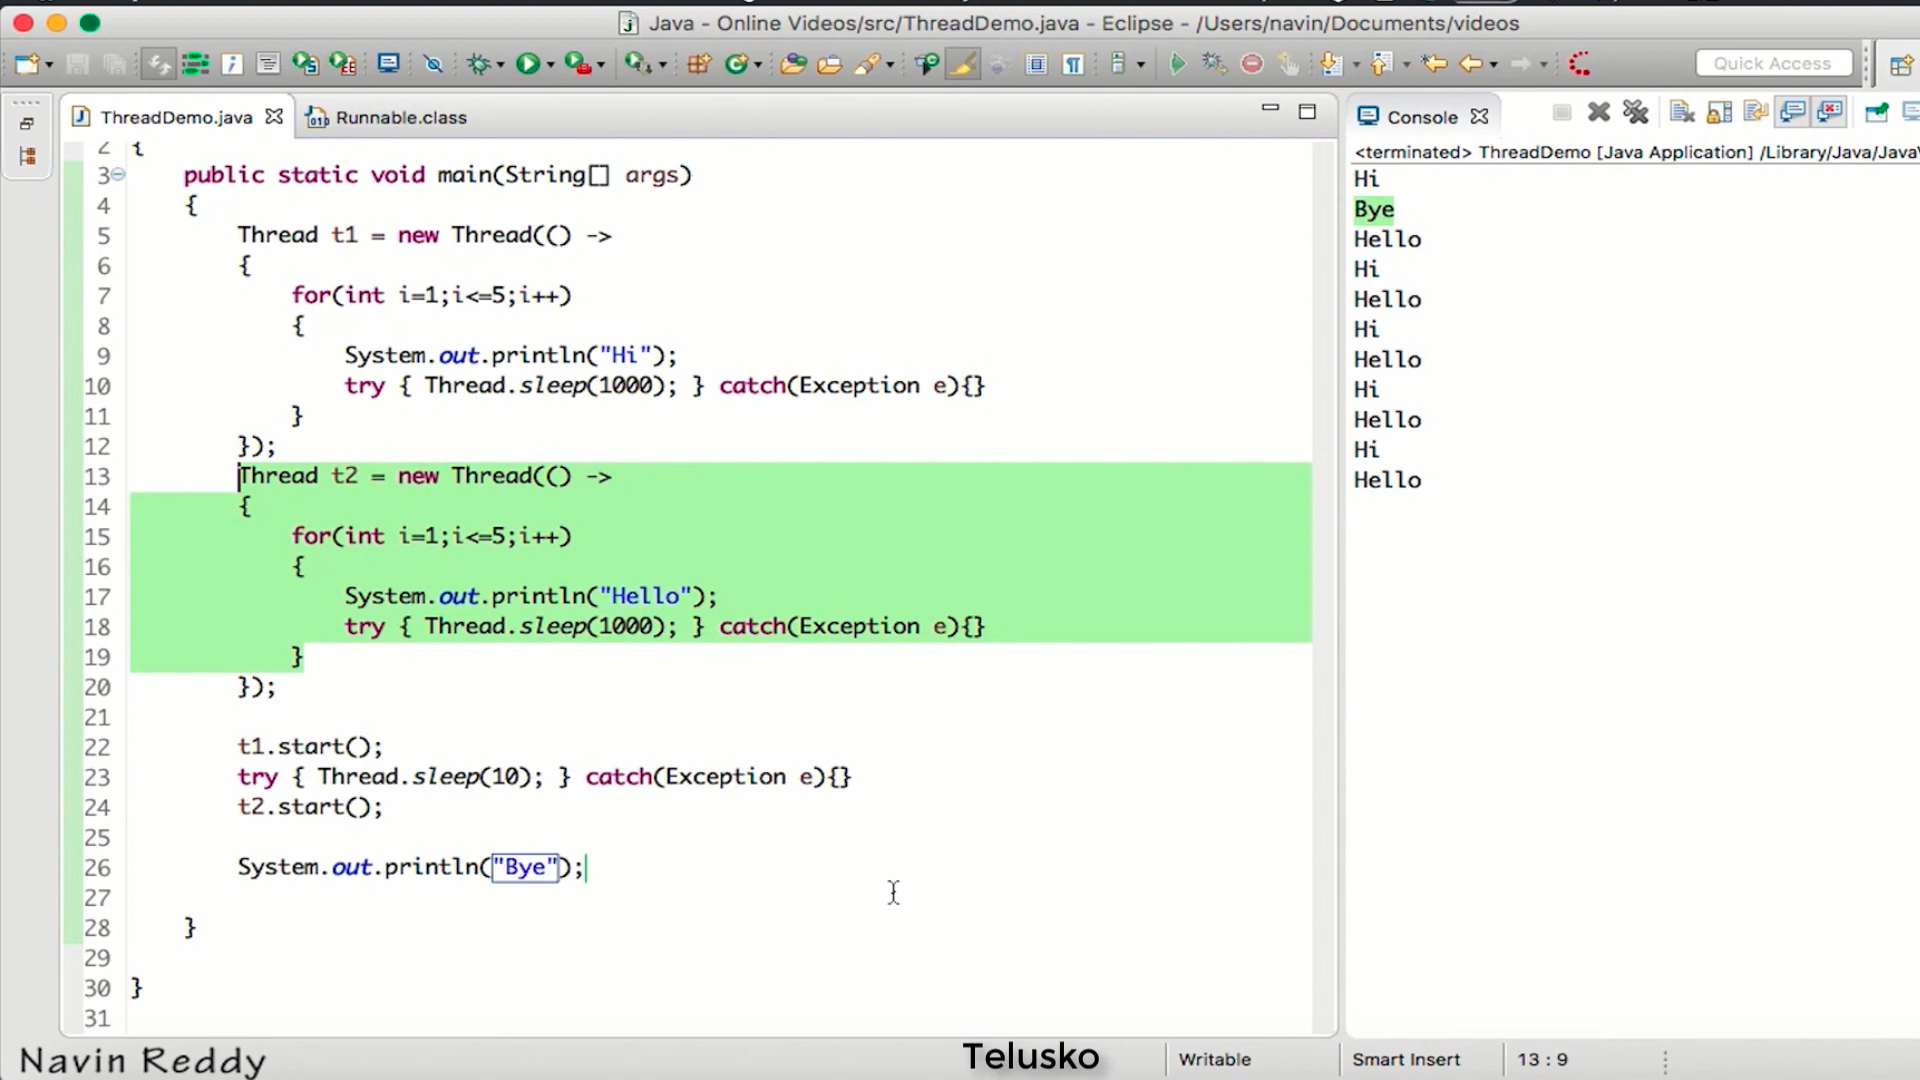 Java - Online Videos/src/ThreadDemo.java - Eclipse - /Users/navin/Documents/videos
Quick Access
ThreadDemo.java
Runnable.class
2 {
3 public static void main(String[] args)
4 {
5 Thread t1 = new Thread(() ->
6 {
7 for(int i=1;i<=5;i++)
8 {
9 System.out.println("Hi");
10 try { Thread.sleep(1000); } catch(Exception e){}
11 }
12 });
13 Thread t2 = new Thread(() ->
14 {
15 for(int i=1;i<=5;i++)
16 {
17 System.out.println("Hello");
18 try { Thread.sleep(1000); } catch(Exception e){}
19 }
20 });
21
22 t1.start();
23 try { Thread.sleep(10); } catch(Exception e){}
24 t2.start();
25
26 System.out.println("Bye");
27
28 }
29
30 }
31
Console
<terminated> ThreadDemo [Java Application] /Library/Java/Java
Hi
Bye
Hello
Hi
Hello
Hi
Hello
Hi
Hello
Hi
Hello
Navin Reddy
Telusko
Writable
Smart Insert
13 : 9